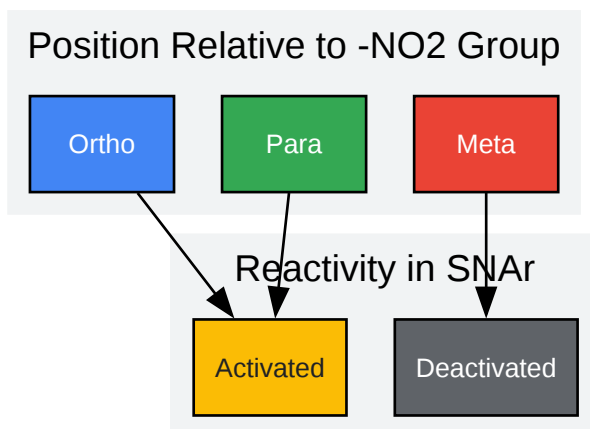 Position Relative to -NO2 Group
Ortho
Para
Meta
Reactivity in SNAr
Activated
Deactivated